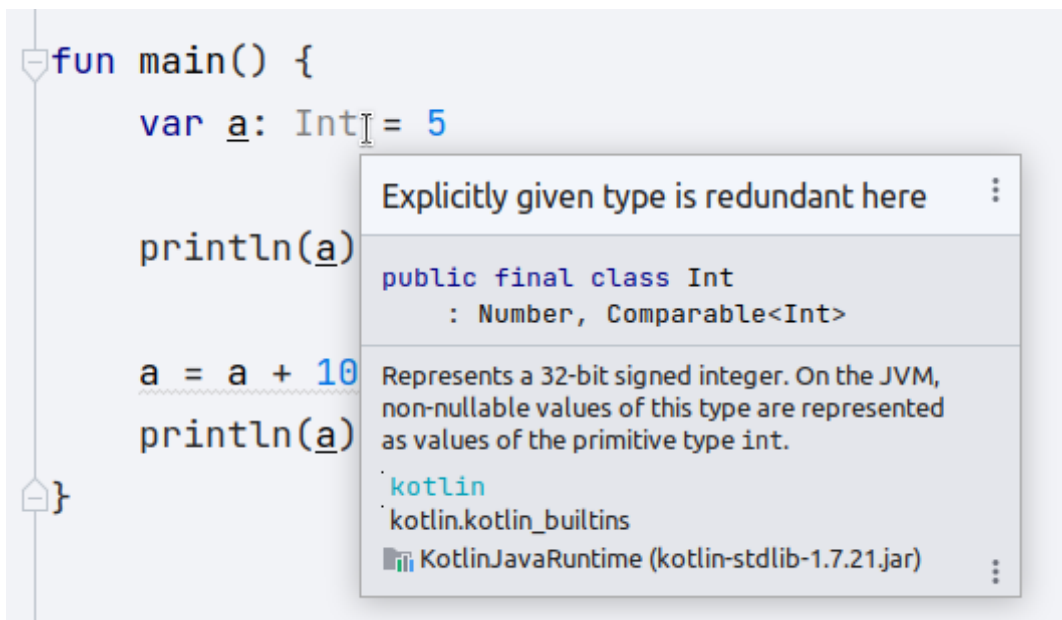 fun main() {
var a: Int = 5
println(a)
a = a + 10
println(a)
}
Explicitly given type is redundant here
public final class Int
: Number, Comparable<Int>
Represents a 32-bit signed integer. On the JVM,
non-nullable values of this type are represented
as values of the primitive type int.
kotlin
kotlin.kotlin_builtins
KotlinJavaRuntime (kotlin-stdlib-1.7.21.jar)